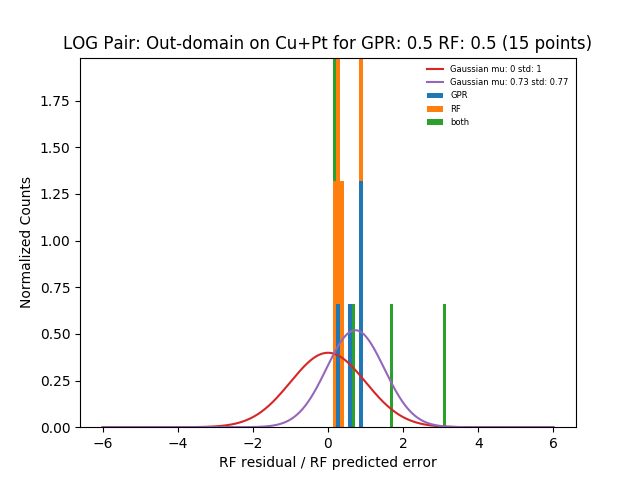 LOG Pair: Out-domain on Cu+Pt for GPR: 0.5 RF: 0.5 (15 points)
Gaussian mu: 0 std: 1
Gaussian mu: 0.73 std: 0.77
GPR
RF
both
Normalized Counts
1.75
1.50
1.25
1.00
0.75
0.50
0.25
0.00
−6 −4 −2 0 2 4 6
RF residual / RF predicted error